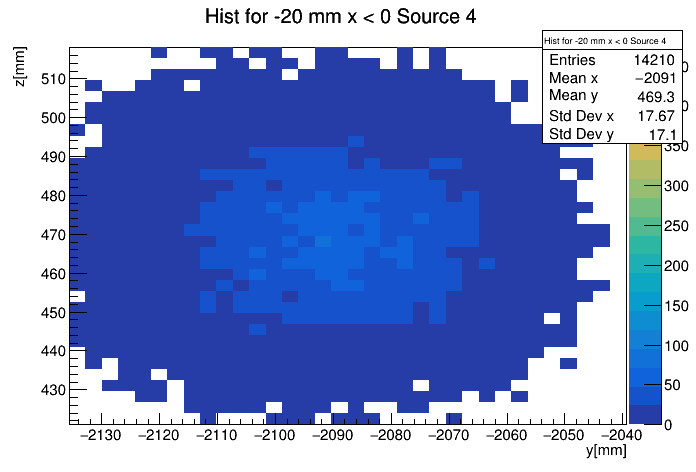 Hist for -20 mm x < 0 Source 4
Hist for -20 mm x < 0 Source 4
Entries 14210
Mean x −2091
Mean y 469.3
Std Dev x 17.67
Std Dev y 17.1
z[mm]
510
500
490
480
470
460
450
440
430
0
0
350
300
250
200
150
100
50
0
−2130 −2120 −2110 −2100 −2090 −2080 −2070 −2060 −2050 −2040
y[mm]